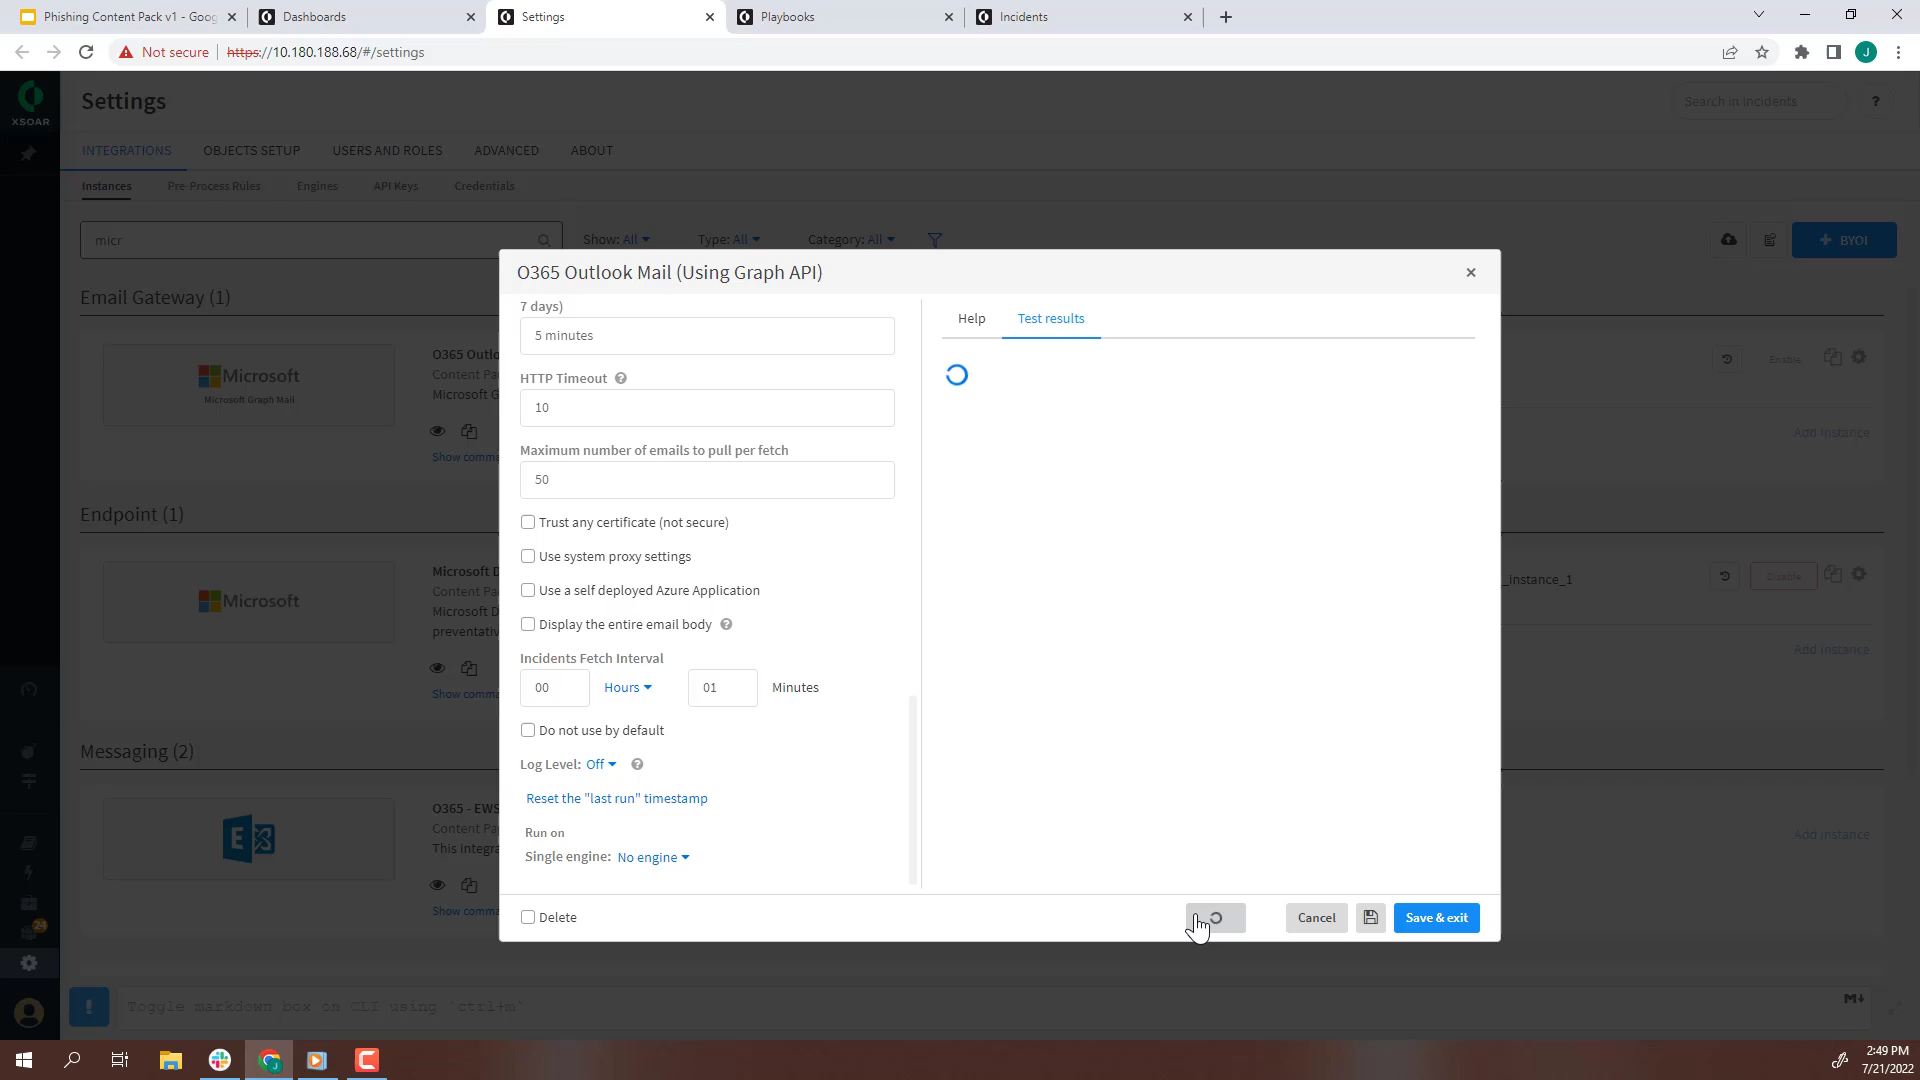 Phishing Content Pack v1 - Goog
Dashboards
Settings
Playbooks
Incidents
Not secure
https://10.180.188.68/#/settings
J
XSOAR
Settings
Search in Incidents
?
INTEGRATIONS
OBJECTS SETUP
USERS AND ROLES
ADVANCED
ABOUT
Instances
Pre-Process Rules
Engines
API Keys
Credentials
micr
Show: All
Type: All
Category: All
BYOI
Email Gateway (1)
Microsoft
Microsoft Graph Mail
O365 Outlo
Content Pa
Microsoft G
Show comma
Enable
Add instance
Endpoint (1)
Microsoft
Microsoft D
Content Pa
Microsoft D
preventativ
Show comma
_instance_1
Disable
Add instance
Messaging (2)
O365 - EWS
Content Pa
This integra
Show comma
Add instance
O365 Outlook Mail (Using Graph API)
7 days)
5 minutes
HTTP Timeout
10
Maximum number of emails to pull per fetch
50
Trust any certificate (not secure)
Use system proxy settings
Use a self deployed Azure Application
Display the entire email body
Incidents Fetch Interval
00 Hours 01 Minutes
Do not use by default
Log Level: Off
Reset the "last run" timestamp
Run on
Single engine: No engine
Help
Test results
Delete
Cancel
Save & exit
24
!
Toggle markdown box on CLI using `ctrl+m`
M
2:49 PM
7/21/2022